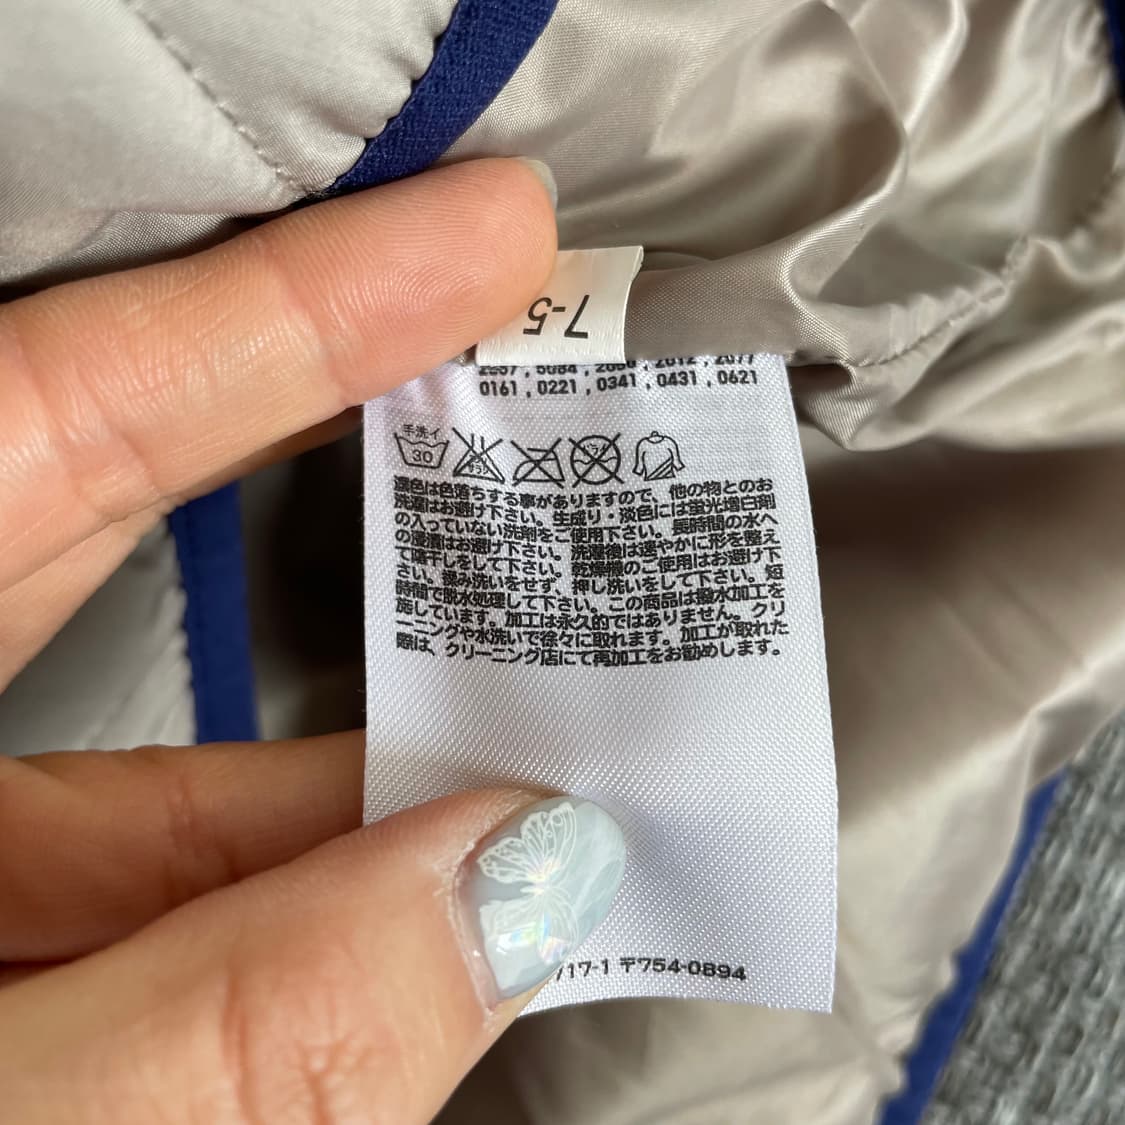 7-5
2957 , 5084 , 2058 , 2612 , 2077
0161 , 0221 , 0341 , 0431 , 0621
手洗イ
30
濃色は色落ちする事がありますので、他の物とのお
洗濯はお避け下さい。生成り・淡色には蛍光増白剤
の入っていない洗剤をご使用下さい。長時間の水へ
の浸漬はお避け下さい。洗濯後は速やかに形を整え
て陰干しをして下さい。乾燥機のご使用はお避け下
さい。揉み洗いをせず、押し洗いをして下さい。短
時間で脱水処理して下さい。この商品は撥水加工を
施しています。加工は永久的ではありません。クリ
ーニングや水洗いで徐々に取れます。加工が取れた
際は、クリーニング店にて再加工をお勧めします。
717-1 〒754-0894